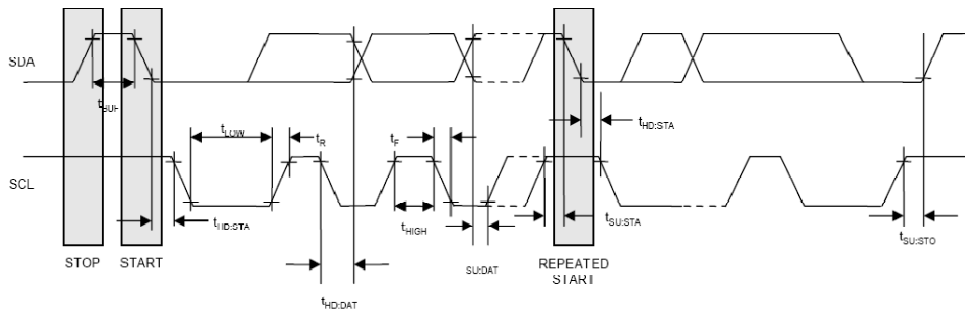 SDA
tBUF
tLOW
tR
tF
tHD:STA
SCL
tHD:STA
tHIGH
tSU:STA
tSU:STO
STOP
START
SU:DAT
REPEATED
START
tHD:DAT